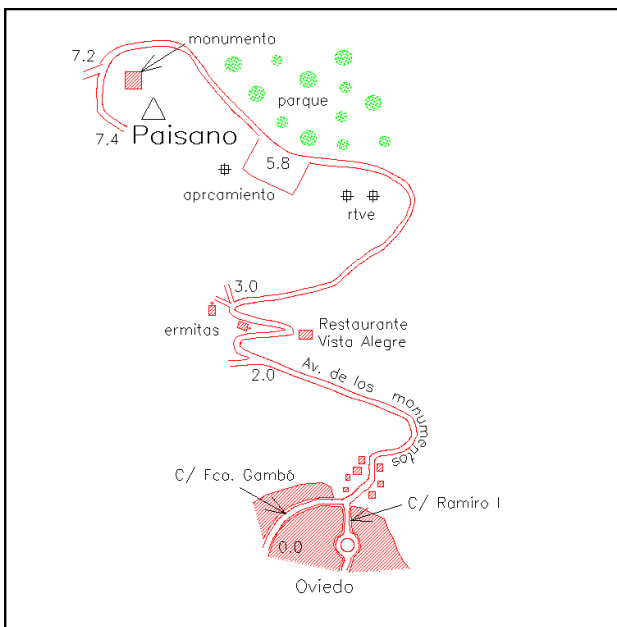 monumento
7.2
parque
7.4
Paisano
5.8
aprcamiento
rtve
3.0
ermitas
Restaurante
Vista Alegre
2.0
Av. de los monumentos
C/ Fco. Gambó
C/ Ramiro I
0.0
Oviedo